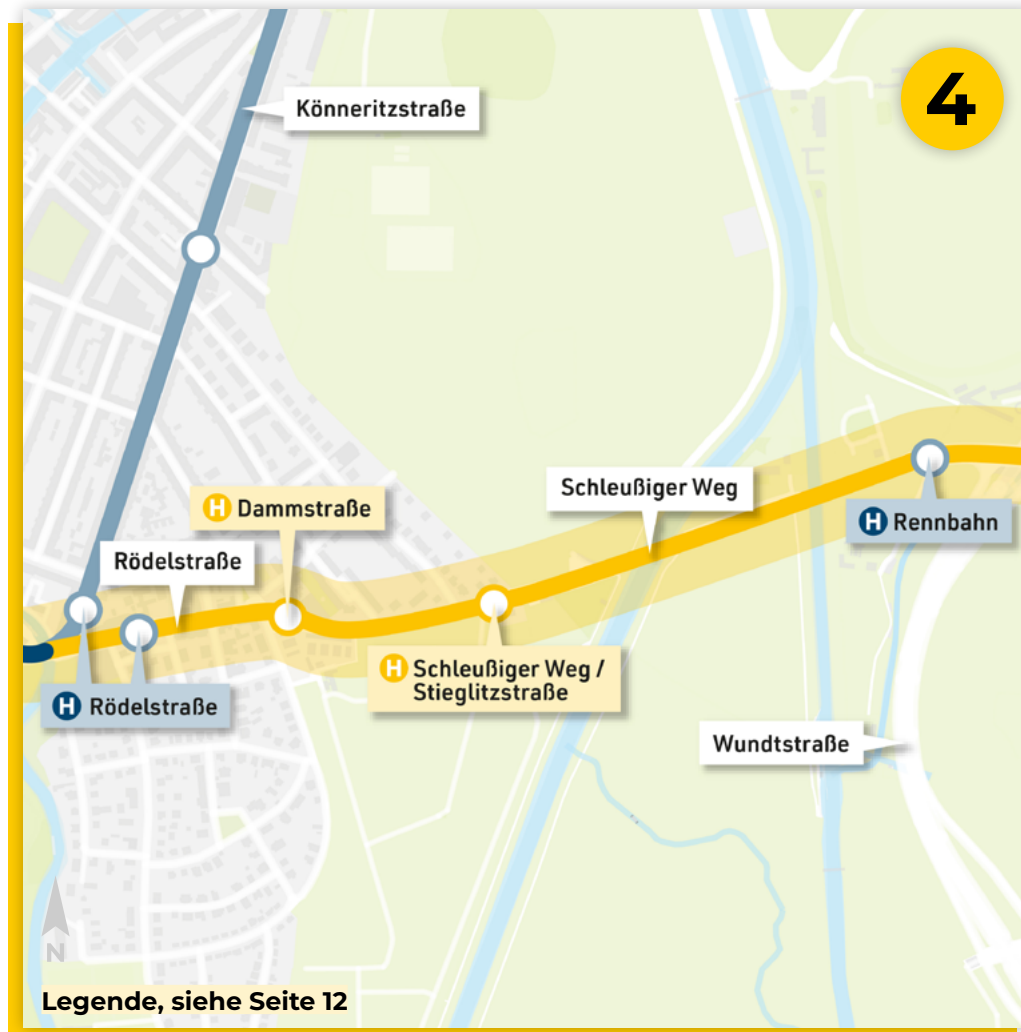 4
Könneritzstraße
Schleußiger Weg
H Dammstraße
H Rennbahn
Rödelstraße
H Schleußiger Weg /
Stieglitzstraße
H Rödelstraße
Wundtstraße
N
Legende, siehe Seite 12